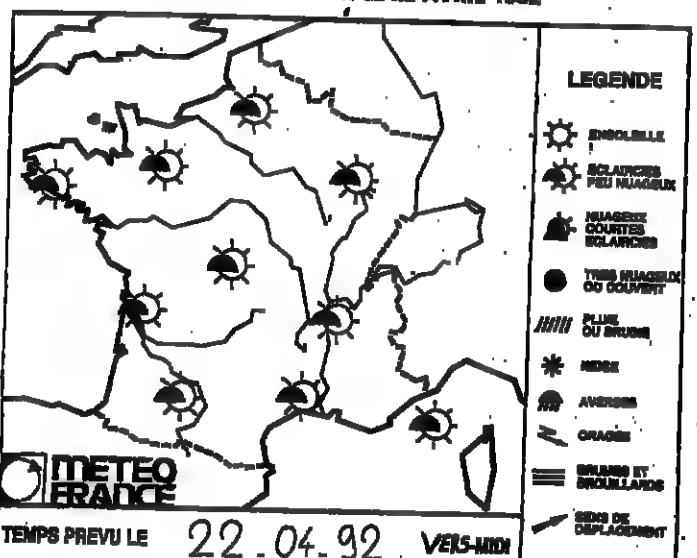 LEGENDE
ENSOLEILLE
ECLAIRCIES
PEU NUAGEUX
NUAGEUX
COURTES
ECLAIRCIES
TRES NUAGEUX
OU COUVERT
PLUIE
OU BRUINE
NEIGE
AVERSES
ORAGES
BRUMES ET
BROUILLARDS
SENS DE
DEPLACEMENT
METEO
FRANCE
TEMPS PREVU LE 22.04.92 VERS-MIDI